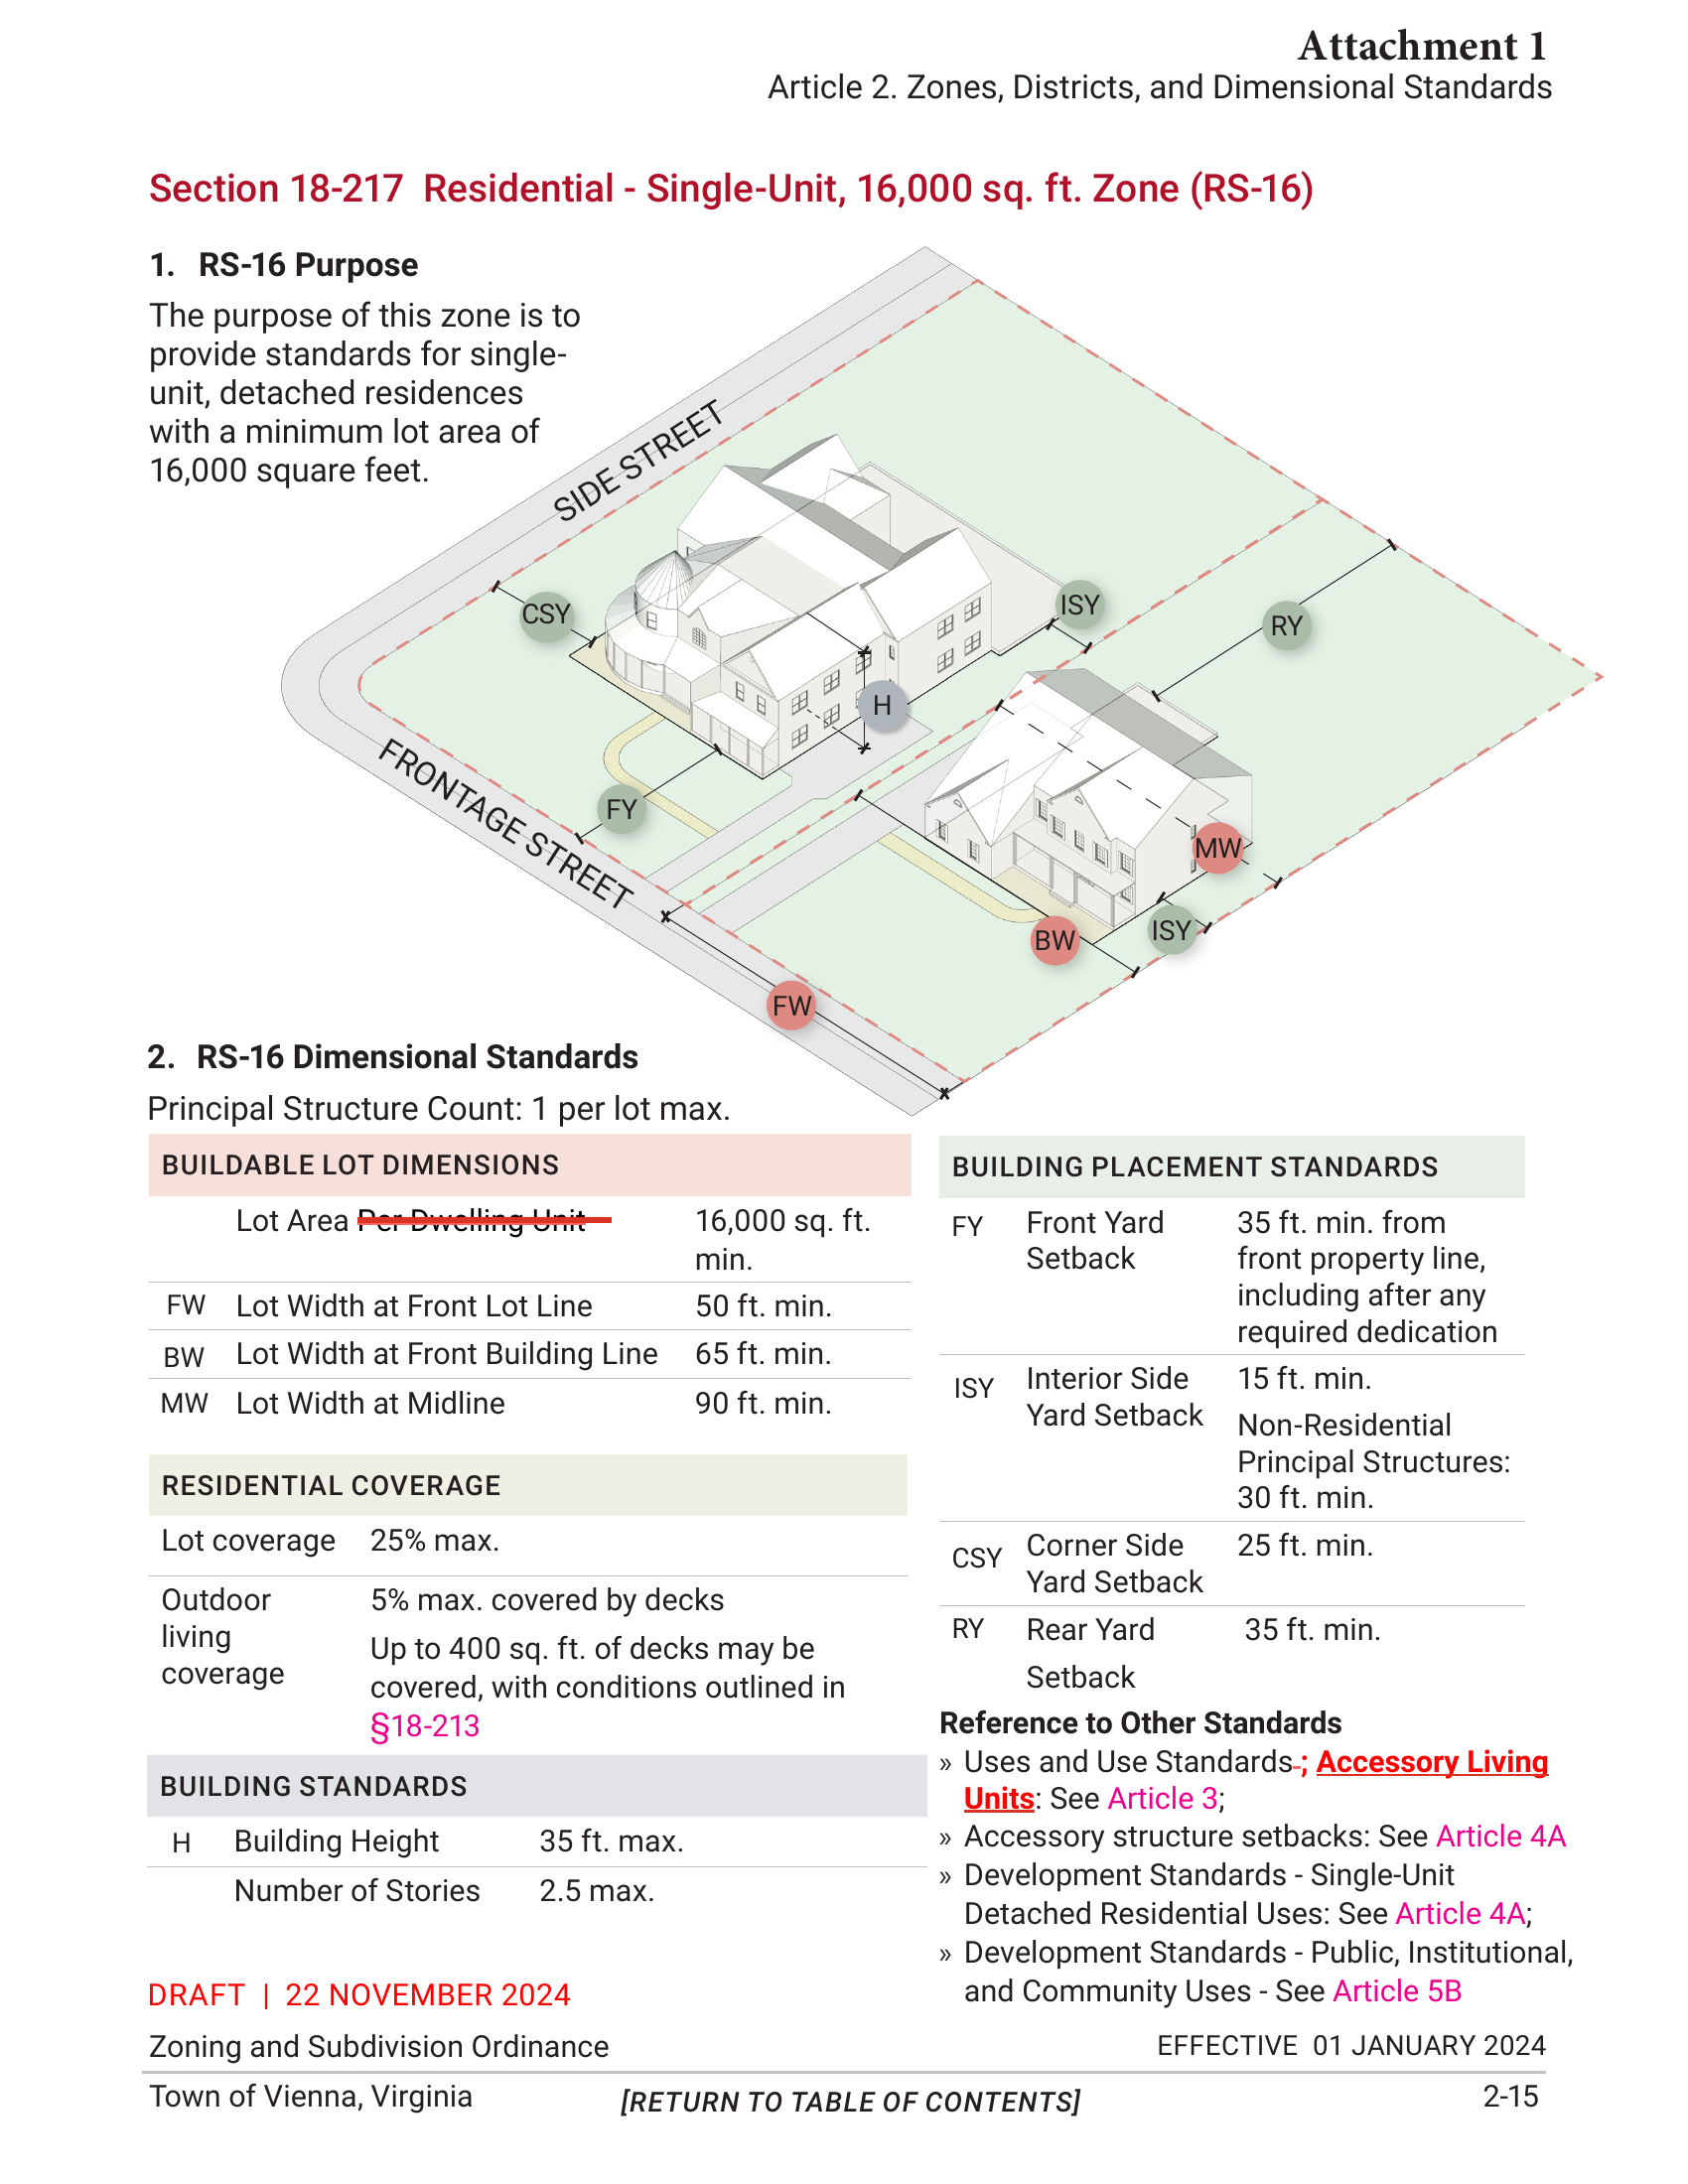 Attachment 1
Article 2. Zones, Districts, and Dimensional Standards
Section 18-217 Residential - Single-Unit, 16,000 sq. ft. Zone (RS-16)
1. RS-16 Purpose
The purpose of this zone is to
provide standards for single-
unit, detached residences
with a minimum lot area of
16,000 square feet.
SIDE STREET
CSY
ISY
RY
H
FRONTAGE STREET
FY
MW
ISY
BW
FW
2. RS-16 Dimensional Standards
Principal Structure Count: 1 per lot max.
BUILDABLE LOT DIMENSIONS
Lot Area Per Dwelling Unit 16,000 sq. ft.
min.
FW Lot Width at Front Lot Line 50 ft. min.
BW Lot Width at Front Building Line 65 ft. min.
MW Lot Width at Midline 90 ft. min.
RESIDENTIAL COVERAGE
Lot coverage 25% max.
Outdoor 5% max. covered by decks
living Up to 400 sq. ft. of decks may be
coverage covered, with conditions outlined in
§18-213
BUILDING STANDARDS
H Building Height 35 ft. max.
Number of Stories 2.5 max.
BUILDING PLACEMENT STANDARDS
FY Front Yard 35 ft. min. from
Setback front property line,
including after any
required dedication
ISY Interior Side 15 ft. min.
Yard Setback Non-Residential
Principal Structures:
30 ft. min.
CSY Corner Side 25 ft. min.
Yard Setback
RY Rear Yard 35 ft. min.
Setback
Reference to Other Standards
» Uses and Use Standards ; Accessory Living
Units: See Article 3;
» Accessory structure setbacks: See Article 4A
» Development Standards - Single-Unit
Detached Residential Uses: See Article 4A;
» Development Standards - Public, Institutional,
and Community Uses - See Article 5B
DRAFT | 22 NOVEMBER 2024
Zoning and Subdivision Ordinance
EFFECTIVE 01 JANUARY 2024
Town of Vienna, Virginia
[RETURN TO TABLE OF CONTENTS]
2-15